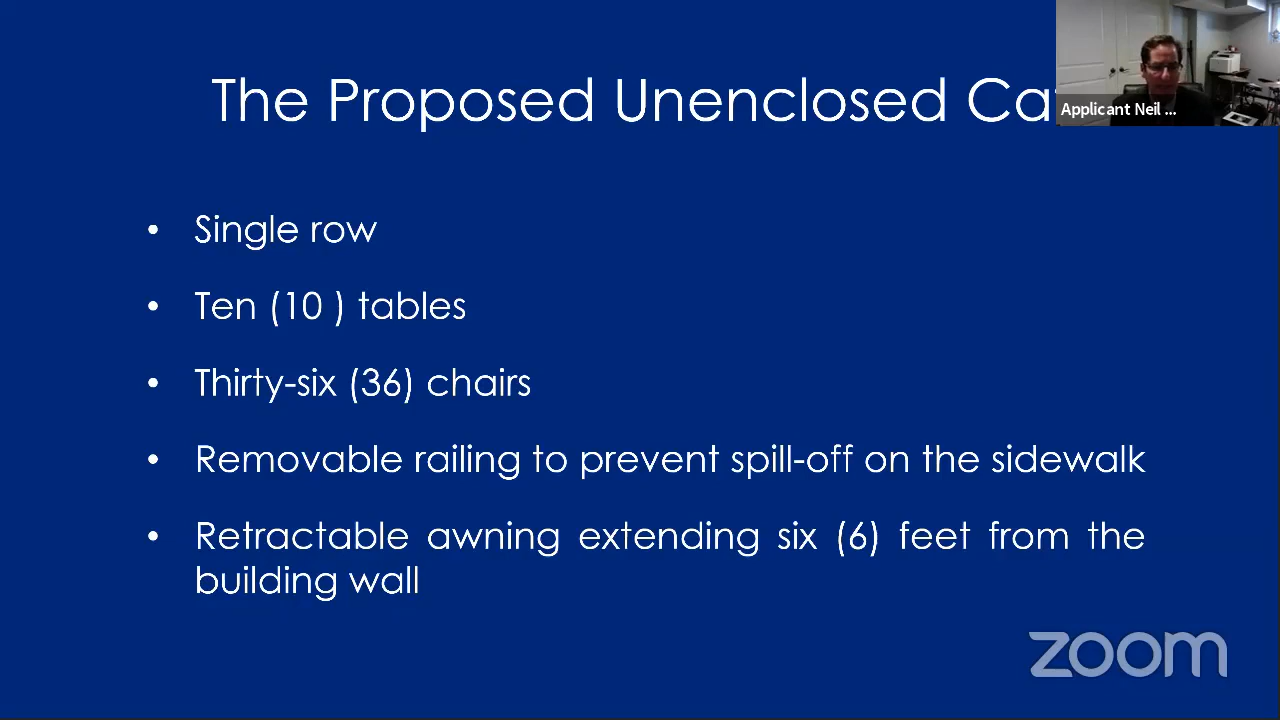 The Proposed Unenclosed Ca
Applicant Neil ...
• Single row
• Ten (10 ) tables
• Thirty-six (36) chairs
• Removable railing to prevent spill-off on the sidewalk
• Retractable awning extending six (6) feet from the
building wall
zoom